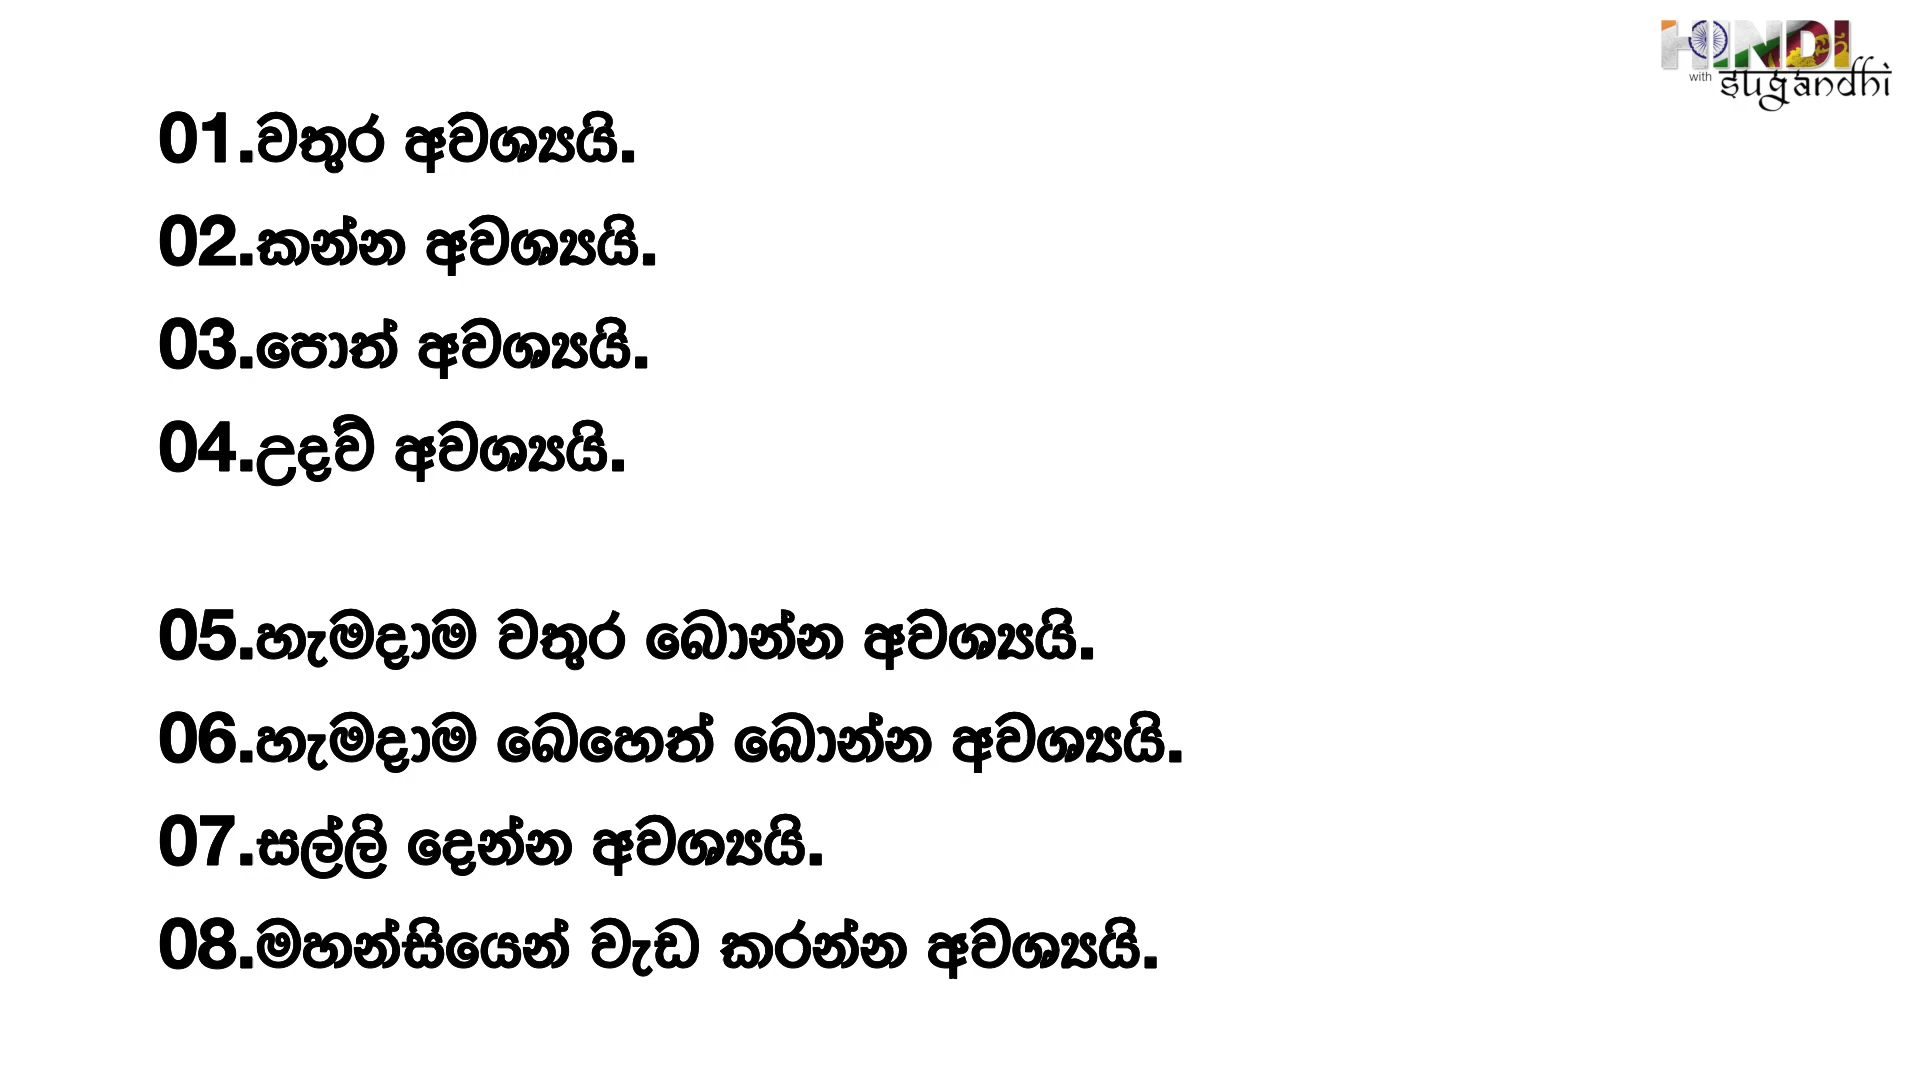 HINDI
with sugandhi
01.වතුර අවශ්‍යයි.
02.කන්න අවශ්‍යයි.
03.පොත් අවශ්‍යයි.
04.උදව් අවශ්‍යයි.
05.හැමදාම වතුර බොන්න අවශ්‍යයි.
06.හැමදාම බෙහෙත් බොන්න අවශ්‍යයි.
07.සල්ලි දෙන්න අවශ්‍යයි.
08.මහන්සියෙන් වැඩ කරන්න අවශ්‍යයි.